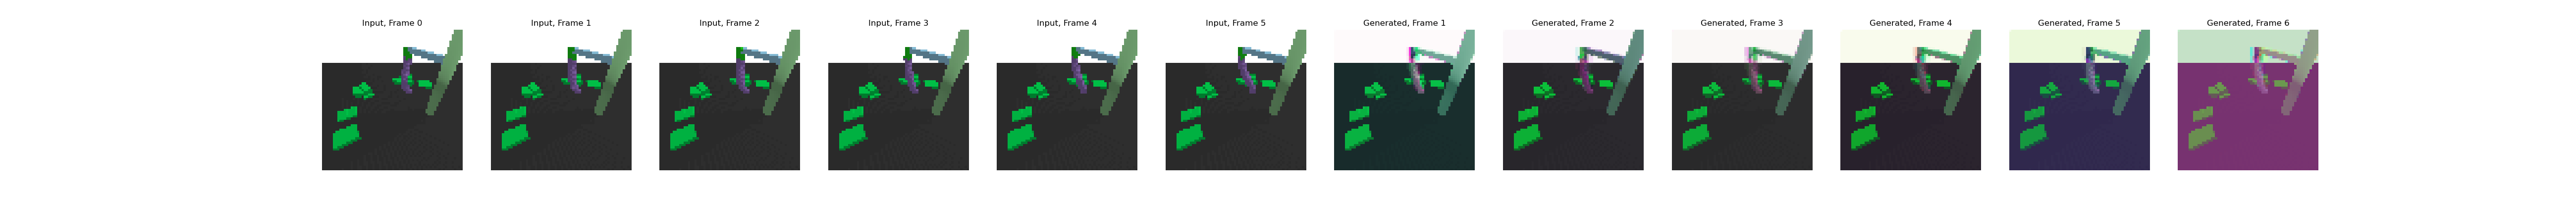 Input, Frame 0
Input, Frame 1
Input, Frame 2
Input, Frame 3
Input, Frame 4
Input, Frame 5
Generated, Frame 1
Generated, Frame 2
Generated, Frame 3
Generated, Frame 4
Generated, Frame 5
Generated, Frame 6